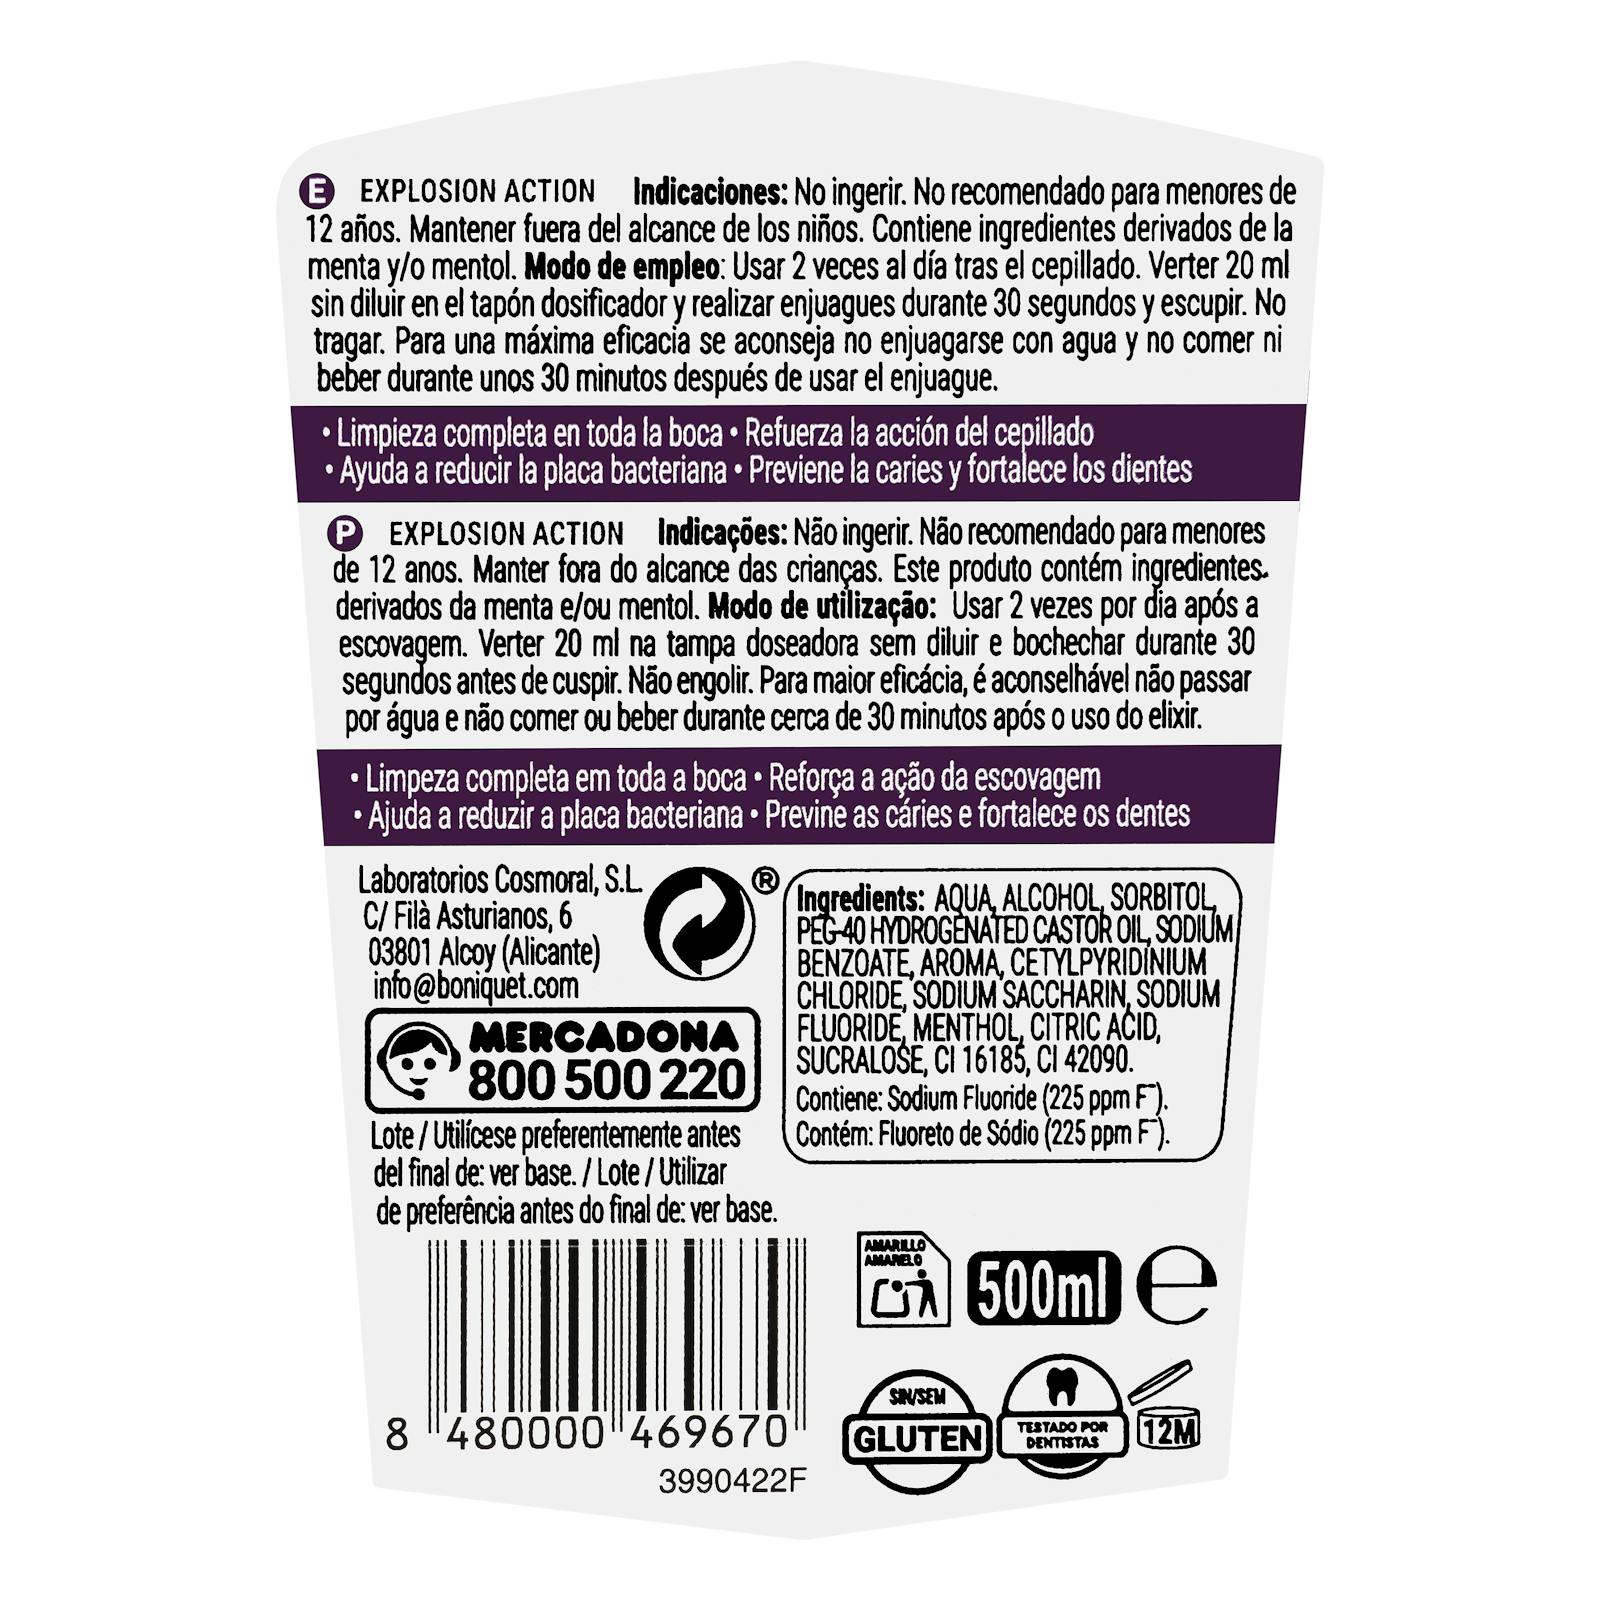 E EXPLOSION ACTION Indicaciones: No ingerir. No recomendado para menores de
12 años. Mantener fuera del alcance de los niños. Contiene ingredientes derivados de la
menta y/o mentol. Modo de empleo: Usar 2 veces al día tras el cepillado. Verter 20 ml
sin diluir en el tapón dosificador y realizar enjuagues durante 30 segundos y escupir. No
tragar. Para una máxima eficacia se aconseja no enjuagarse con agua y no comer ni
beber durante unos 30 minutos después de usar el enjuague.
• Limpieza completa en toda la boca • Refuerza la acción del cepillado
• Ayuda a reducir la placa bacteriana • Previene la caries y fortalece los dientes
P EXPLOSION ACTION Indicações: Não ingerir. Não recomendado para menores
de 12 anos. Manter fora do alcance das crianças. Este produto contém ingredientes
derivados da menta e/ou mentol. Modo de utilização: Usar 2 vezes por dia após a
escovagem. Verter 20 ml na tampa doseadora sem diluir e bochechar durante 30
segundos antes de cuspir. Não engolir. Para maior eficácia, é aconselhável não passar
por água e não comer ou beber durante cerca de 30 minutos após o uso do elixir.
• Limpeza completa em toda a boca • Reforça a ação da escovagem
• Ajuda a reduzir a placa bacteriana • Previne as cáries e fortalece os dentes
Laboratorios Cosmoral, S.L.
C/ Filà Asturianos, 6
03801 Alcoy (Alicante)
info@boniquet.com
®
MERCADONA
800 500 220
Lote / Utilícese preferentemente antes
del final de: ver base. / Lote / Utilizar
de preferência antes do final de: ver base.
Ingredients: AQUA, ALCOHOL, SORBITOL,
PEG-40 HYDROGENATED CASTOR OIL, SODIUM
BENZOATE, AROMA, CETYLPYRIDINIUM
CHLORIDE, SODIUM SACCHARIN, SODIUM
FLUORIDE, MENTHOL, CITRIC ACID,
SUCRALOSE, CI 16185, CI 42090.
Contiene: Sodium Fluoride (225 ppm F⁻).
Contém: Fluoreto de Sódio (225 ppm F⁻).
AMARILLO
AMARELO
500ml e
8 480000 469670
3990422F
SIN/SEM
GLUTEN
TESTADO POR
DENTISTAS
12M